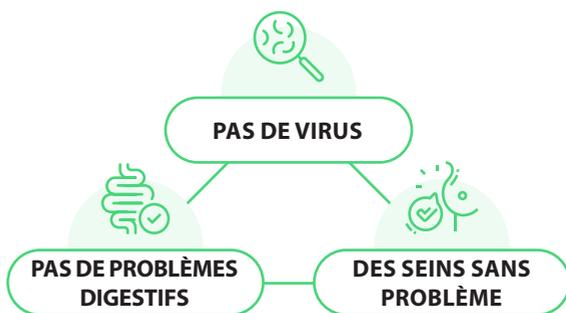 PAS DE VIRUS
PAS DE PROBLÈMES
DIGESTIFS
DES SEINS SANS
PROBLÈME